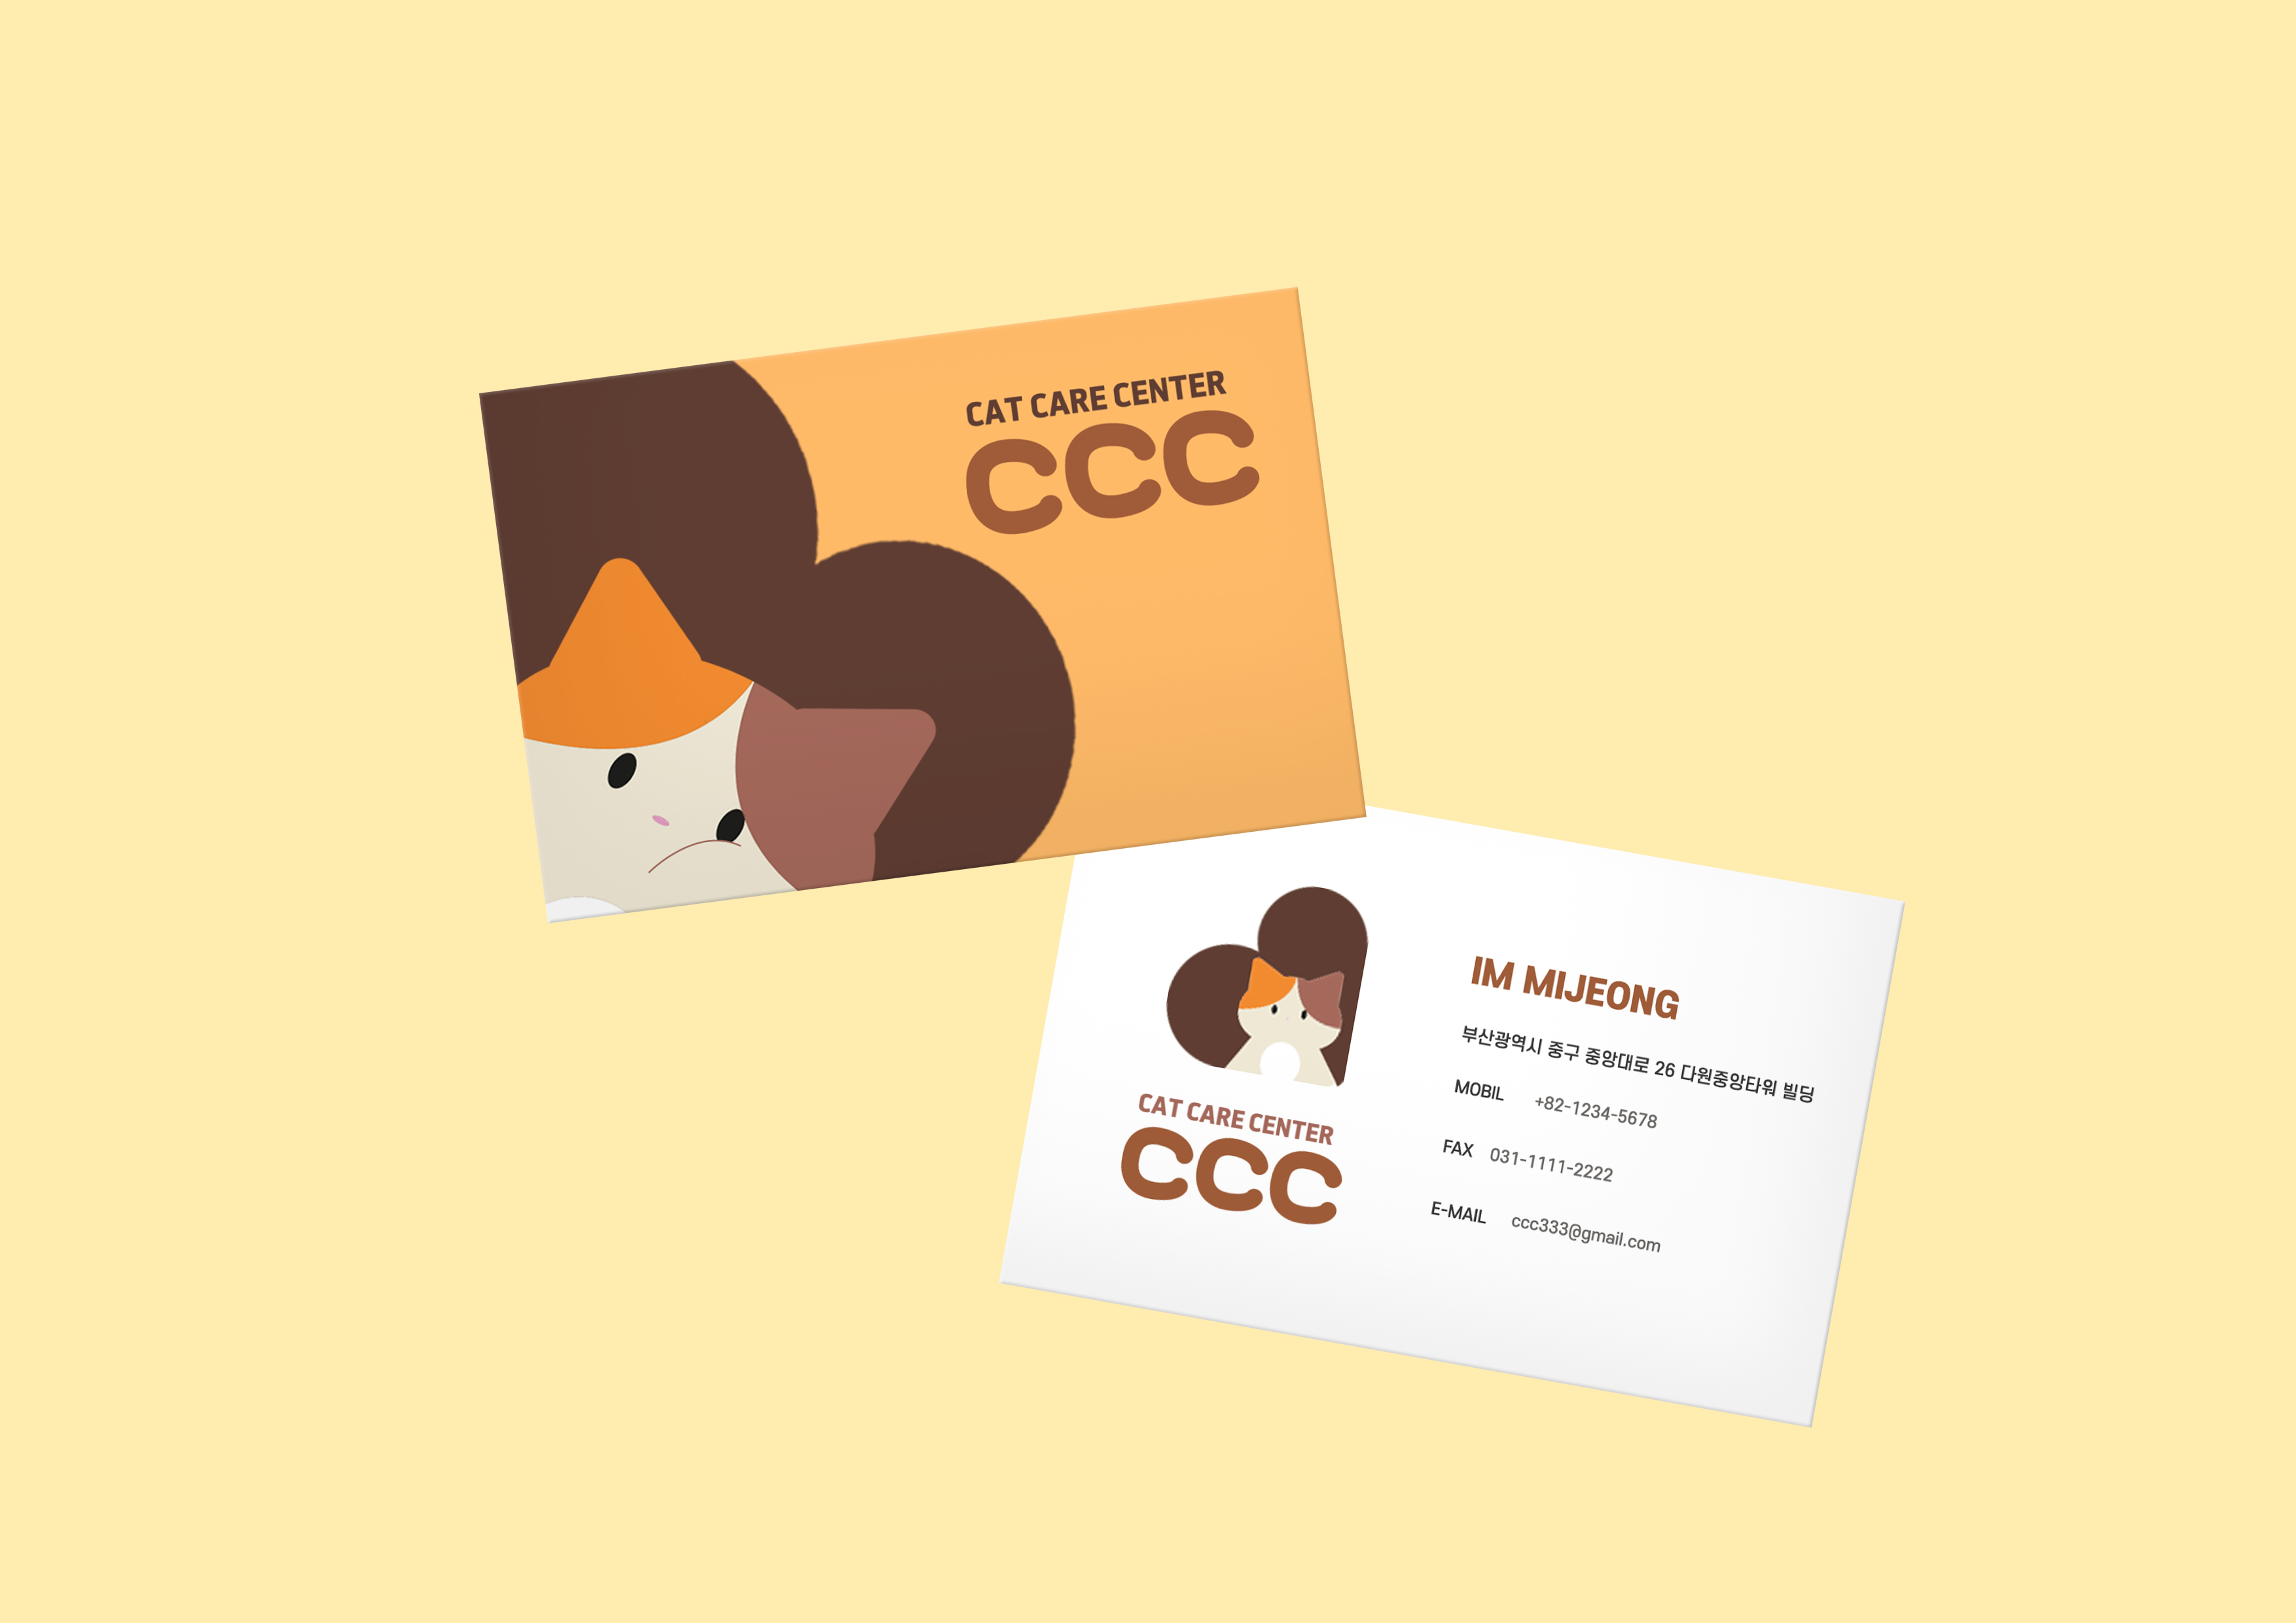 CAT CARE CENTER
CCC
IM MIJEONG
부산광역시 중구 중앙대로 26 다원중앙타워 빌딩
MOBIL +82-1234-5678
FAX 031-1111-2222
E-MAIL ccc333@gmail.com
CAT CARE CENTER
CCC